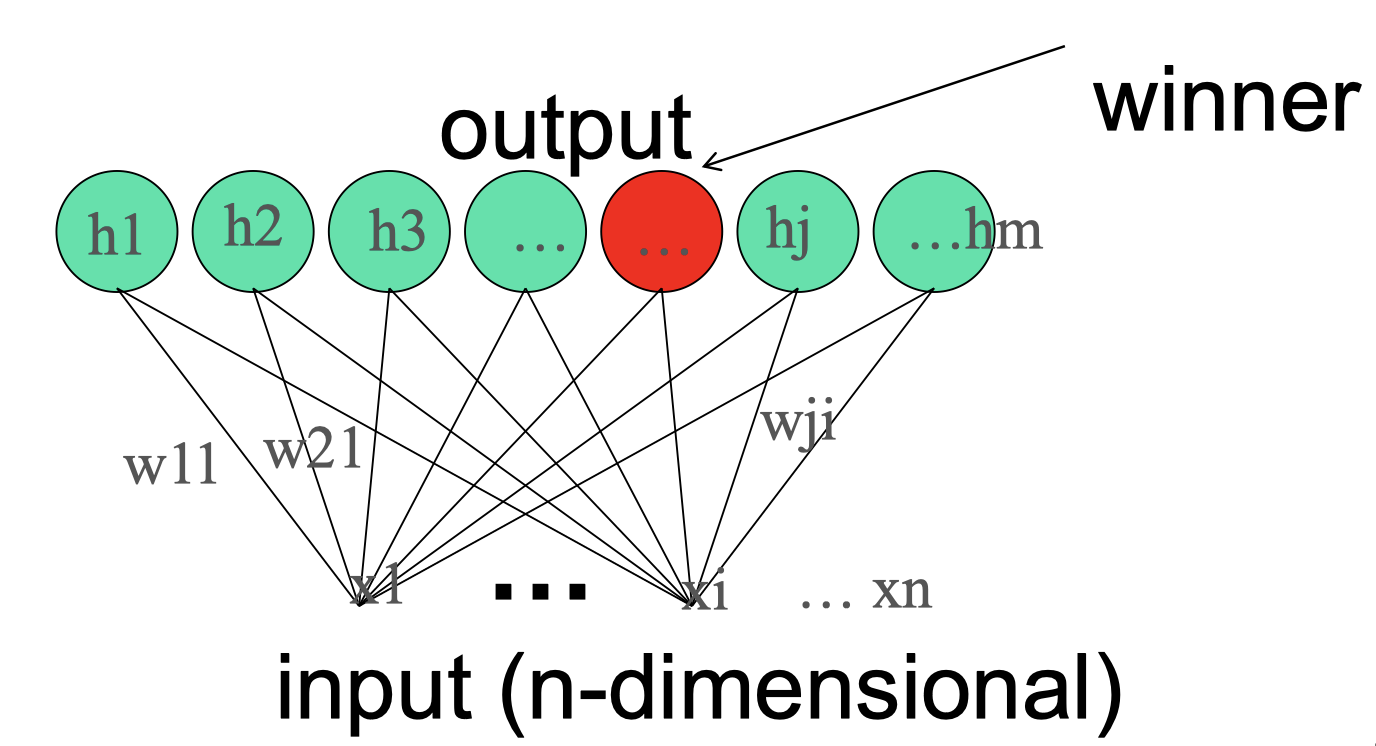 winner
output
h1 h2 h3 ... ... hj ...hm
w11 w21 wji
x1 ... xi ... xn
input (n-dimensional)